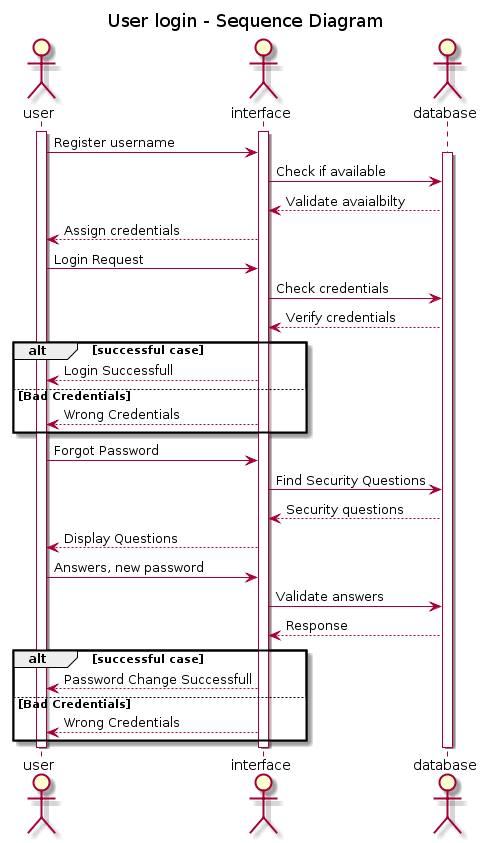 User login - Sequence Diagram
user
interface
database
Register username
Check if available
Validate avaialbilty
Assign credentials
Login Request
Check credentials
Verify credentials
alt [successful case]
Login Successfull
[Bad Credentials]
Wrong Credentials
Forgot Password
Find Security Questions
Security questions
Display Questions
Answers, new password
Validate answers
Response
alt [successful case]
Password Change Successfull
[Bad Credentials]
Wrong Credentials
user
interface
database